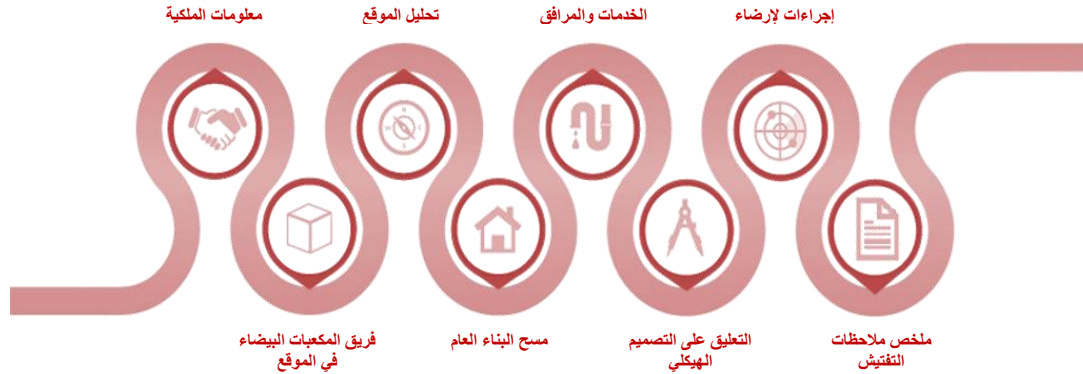 معلومات الملكية
تحليل الموقع
الخدمات والمرافق
إجراءات لإرضاء
فريق المكعبات البيضاء
في الموقع
مسح البناء العام
التعليق على التصميم
الهيكلي
ملخص ملاحظات
التفتيش